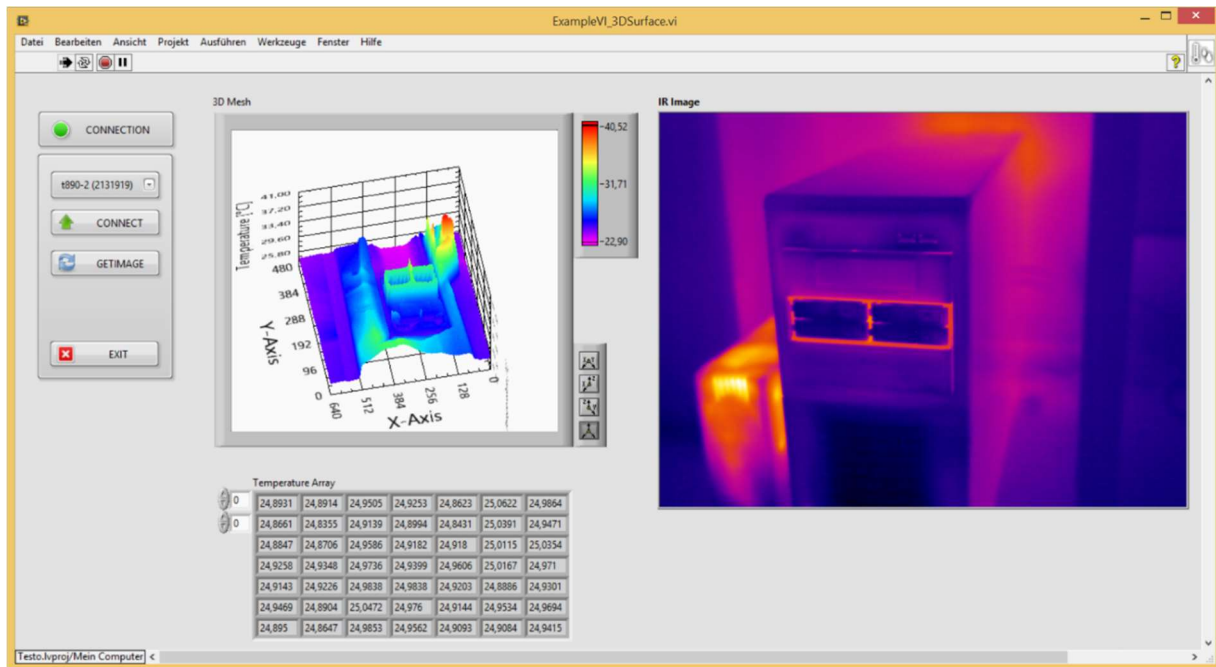 ExampleVI_3DSurface.vi
Datei Bearbeiten Ansicht Projekt Ausführen Werkzeuge Fenster Hilfe
3D Mesh
IR Image
CONNECTION
t890-2 (2131919)
CONNECT
GETIMAGE
EXIT
40,52
31,71
22,90
Temperature [°C]
41,00
37,20
33,40
29,60
25,80
480
384
288
192
96
0
Y-Axis
640
512
384
256
128
0
X-Axis
Temperature Array
0
0
24,8931 24,8914 24,9505 24,9253 24,8623 25,0622 24,9864
24,8661 24,8355 24,9139 24,8994 24,8431 25,0391 24,9471
24,8847 24,8706 24,9586 24,9182 24,918 25,0115 25,0354
24,9258 24,9348 24,9736 24,9399 24,9606 25,0167 24,971
24,9143 24,9226 24,9838 24,9838 24,9203 24,8886 24,9301
24,9469 24,8904 25,0472 24,976 24,9144 24,9534 24,9694
24,895 24,8647 24,9853 24,9562 24,9093 24,9084 24,9415
Testo.lvproj/Mein Computer